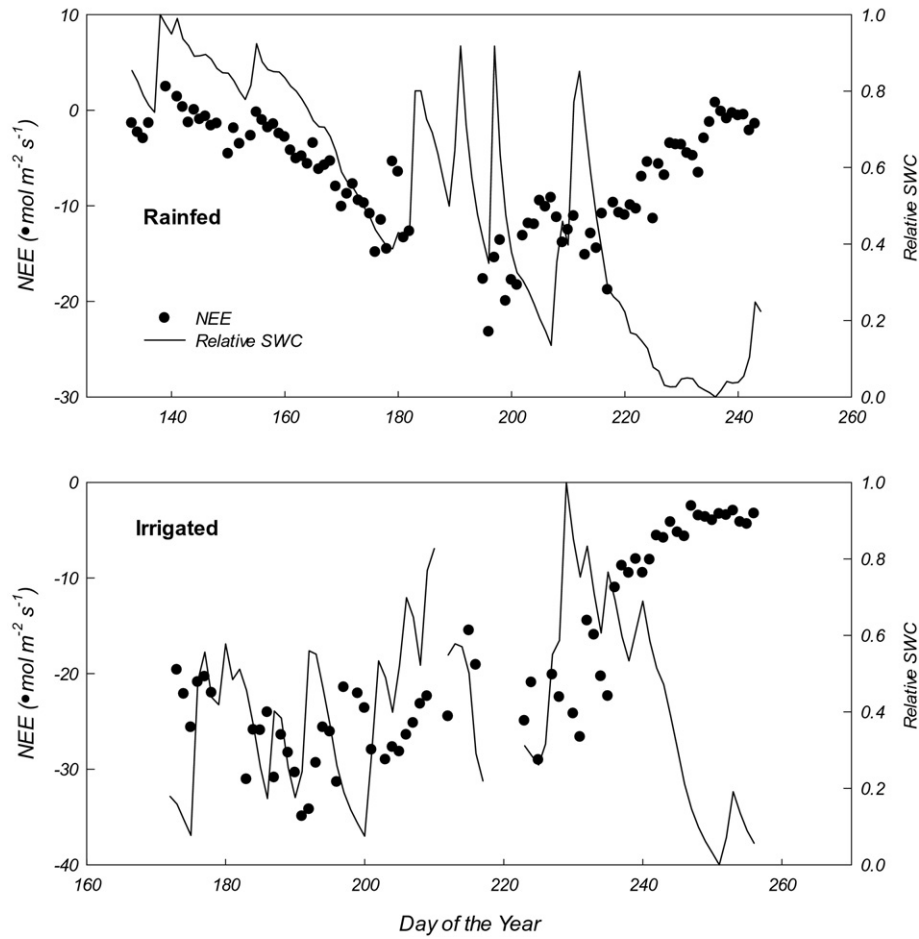 10
0
-10
-20
-30
NEE (•mol m-2 s-1)
Rainfed
NEE
Relative SWC
1.0
0.8
0.6
0.4
0.2
0.0
Relative SWC
140 160 180 200 220 240 260
0
-10
-20
-30
-40
NEE (•mol m-2 s-1)
Irrigated
1.0
0.8
0.6
0.4
0.2
0.0
Relative SWC
160 180 200 220 240 260
Day of the Year